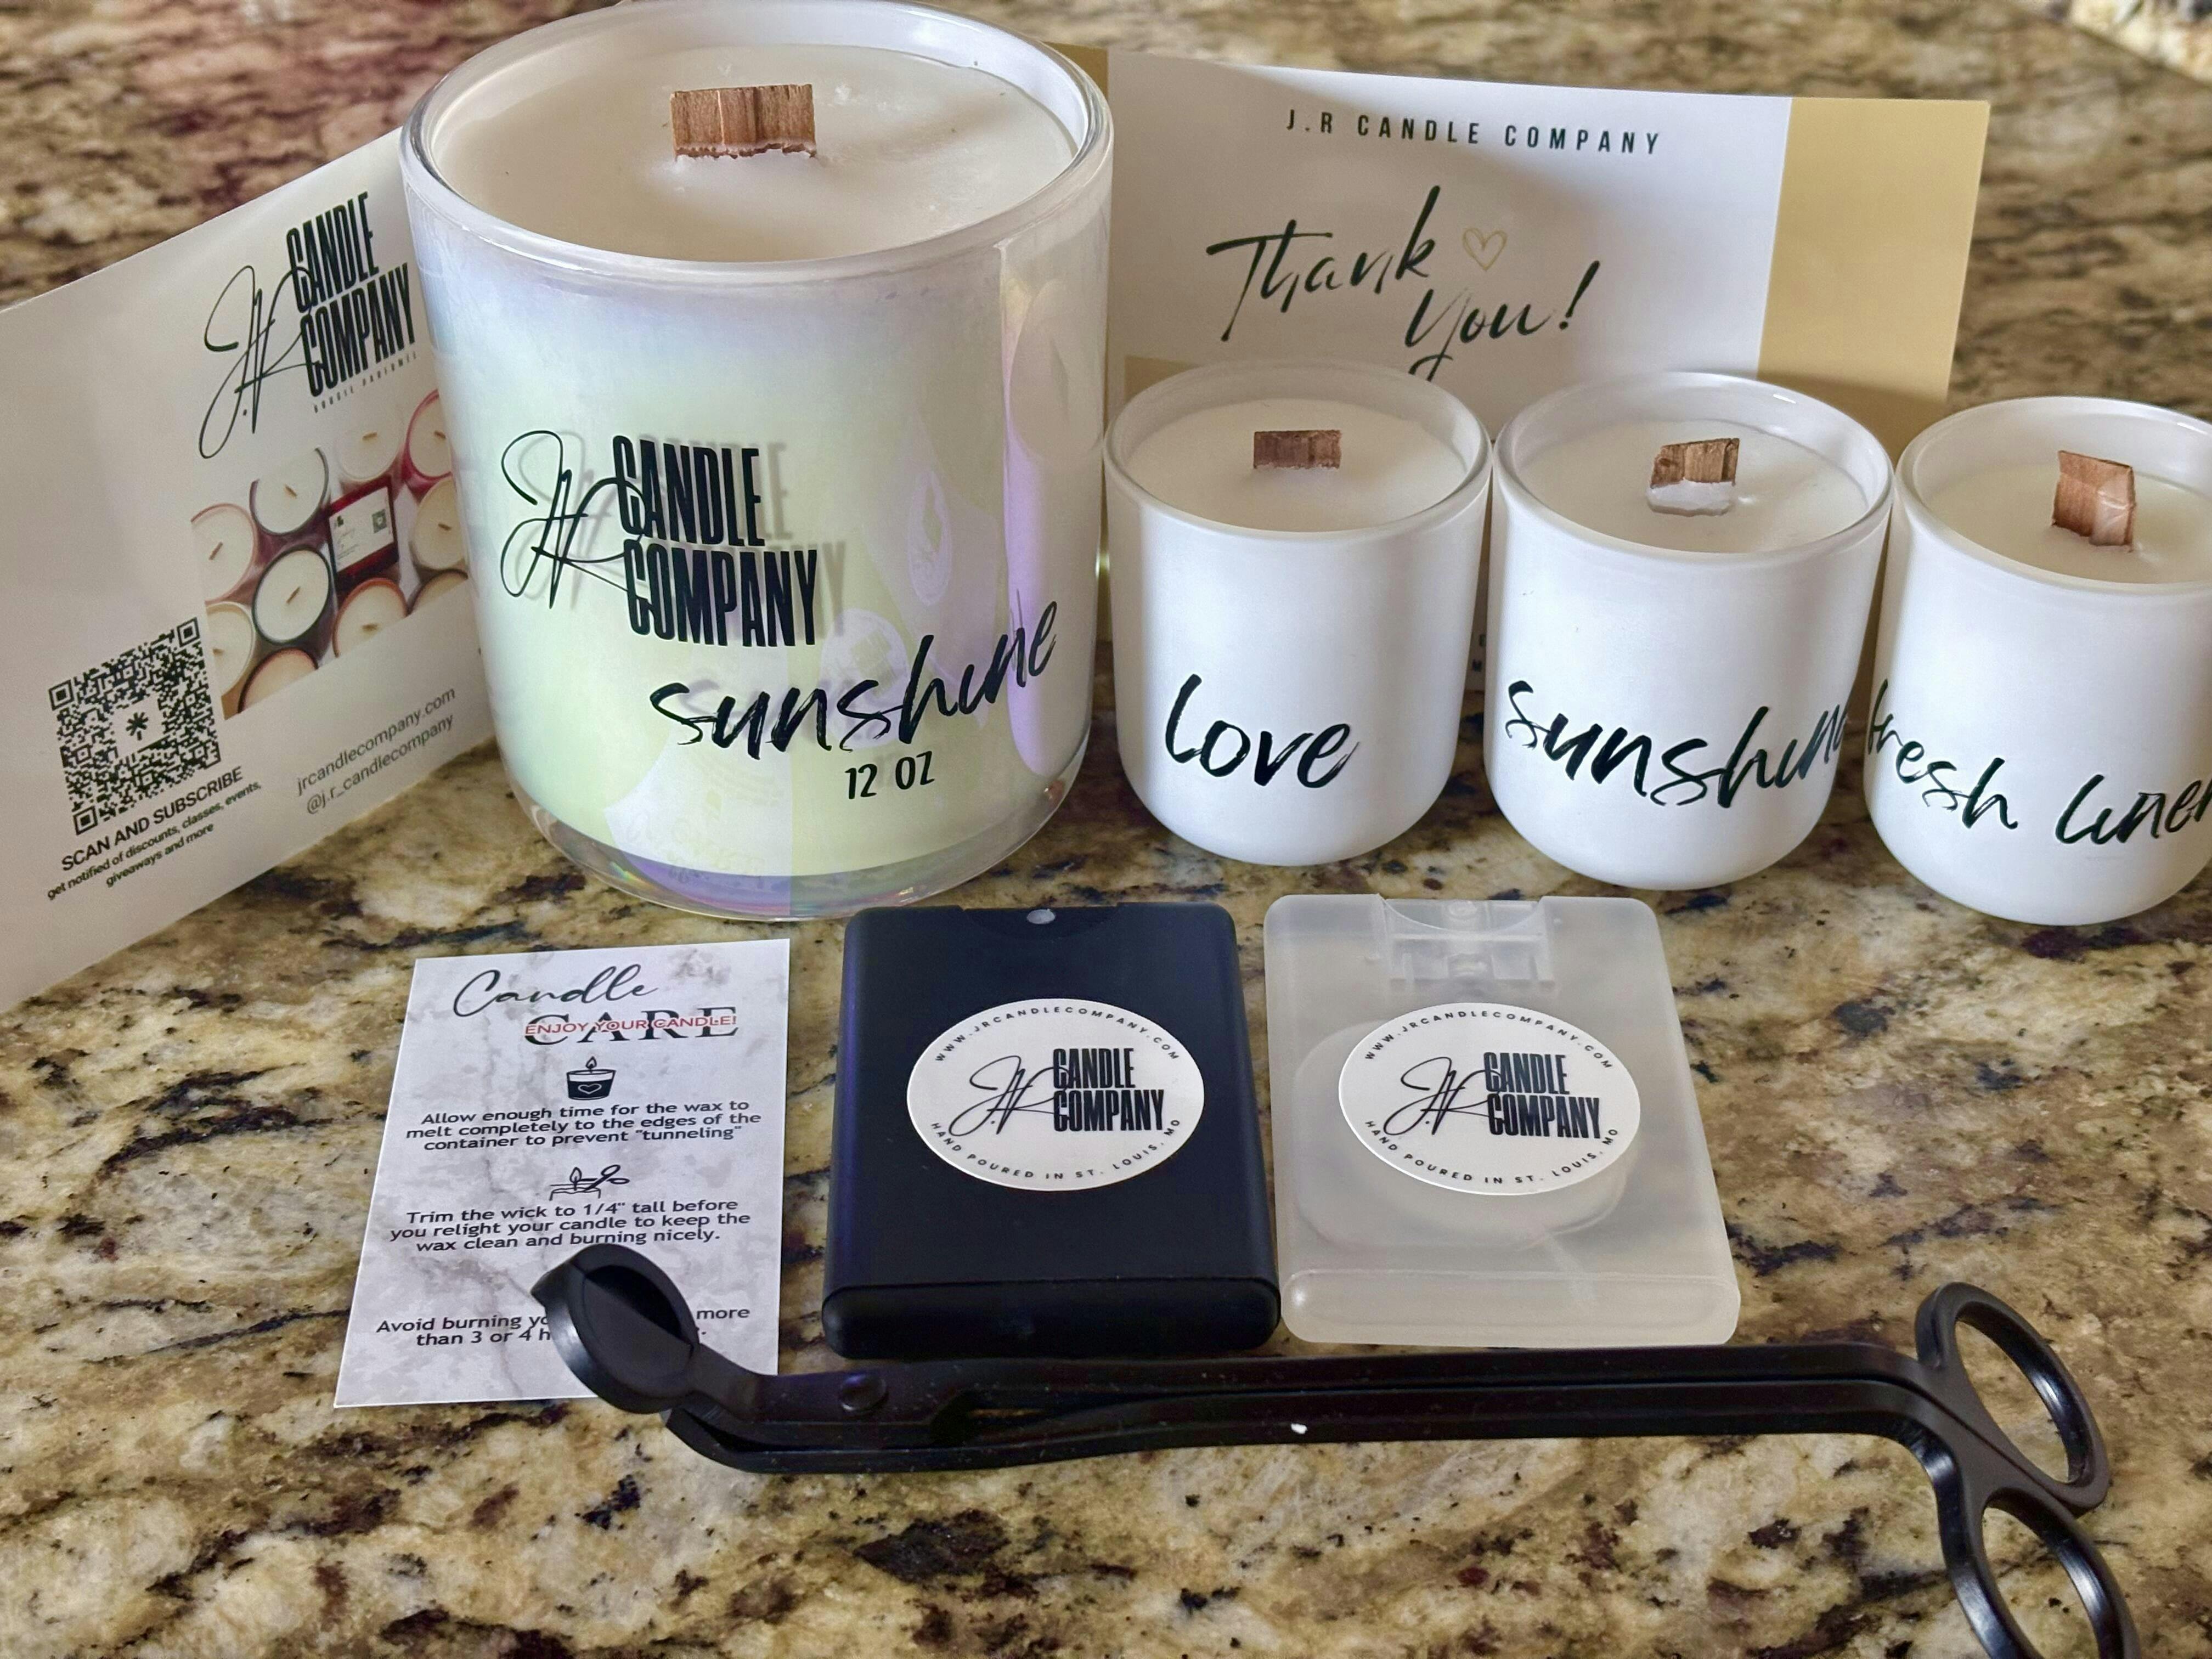 J.R
CANDLE
COMPANY
BOUGIE PARFUMÉE
SCAN AND SUBSCRIBE
get notified of discounts, classes, events,
giveaways and more
jrcandlecompany.com
@j.r_candlecompany
J.R CANDLE COMPANY
Thank
You!
J.R
CANDLE
COMPANY
sunshine
12 OZ
love
sunshin
fresh linen
Candle
CARE
ENJOY YOUR CANDLE!
Allow enough time for the wax to
melt completely to the edges of the
container to prevent "tunneling"
Trim the wick to 1/4" tall before
you relight your candle to keep the
wax clean and burning nicely.
Avoid burning more
than 3 or 4
WWW.JRCANDLECOMPANY.COM
J.R
CANDLE
COMPANY
HAND POURED IN ST. LOUIS, MO
WWW.JRCANDLECOMPANY.COM
J.R
CANDLE
COMPANY
HAND POURED IN ST. LOUIS, MO